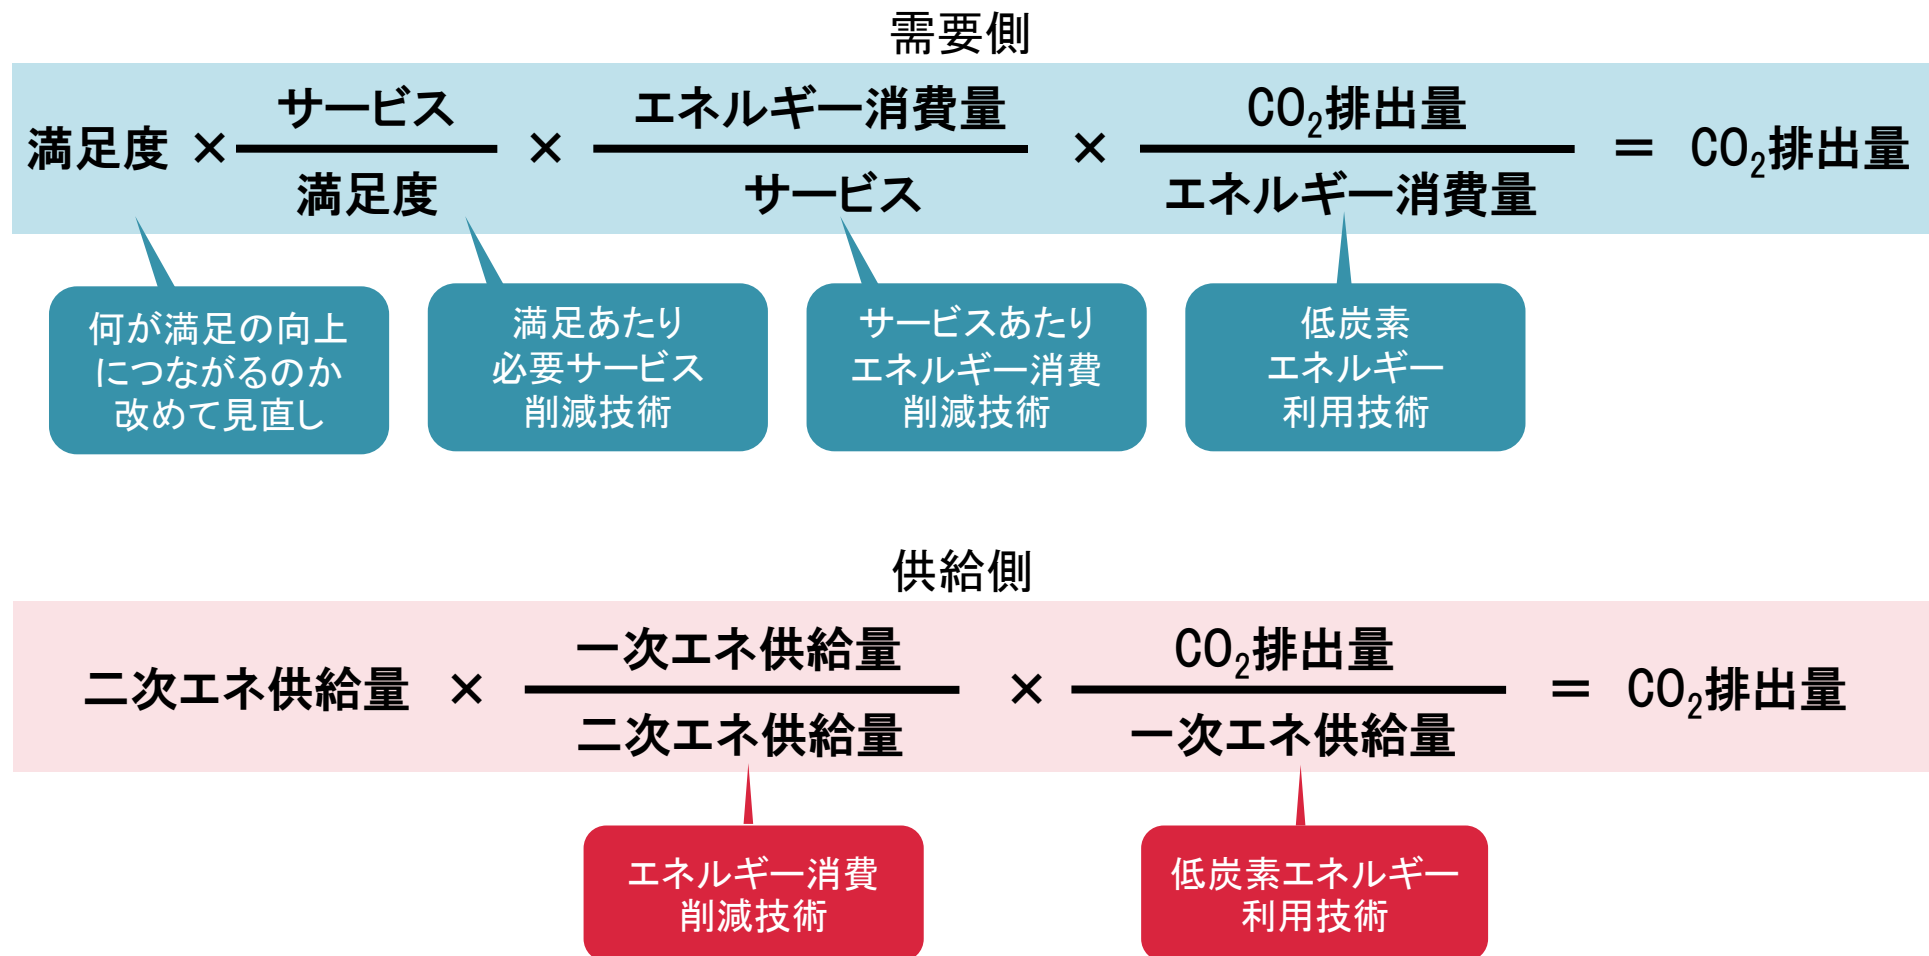 需要側
満足度 × サービス × エネルギー消費量 × CO₂排出量 = CO₂排出量
満足度 サービス エネルギー消費量
何が満足の向上
につながるのか
改めて見直し
満足あたり
必要サービス
削減技術
サービスあたり
エネルギー消費
削減技術
低炭素
エネルギー
利用技術
供給側
二次エネ供給量 × 一次エネ供給量 × CO₂排出量 = CO₂排出量
二次エネ供給量 一次エネ供給量
エネルギー消費
削減技術
低炭素エネルギー
利用技術